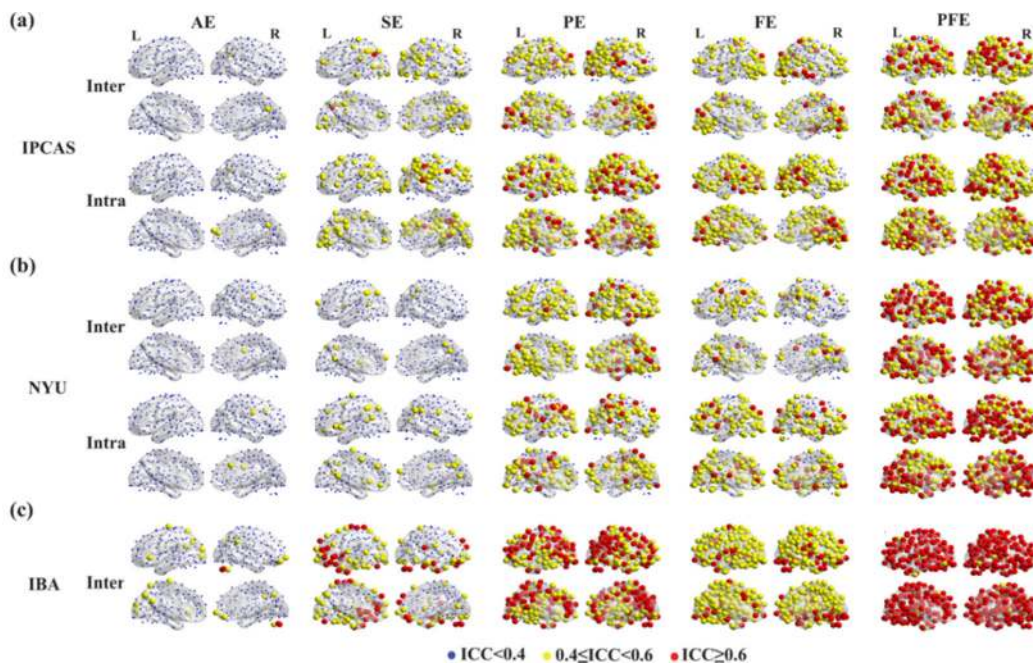 (a) AE SE PE FE PFE
L R L R L R L R L R
Inter
IPCAS
Intra
(b)
Inter
NYU
Intra
(c)
IBA Inter
ICC<0.4 0.4≤ICC<0.6 ICC≥0.6